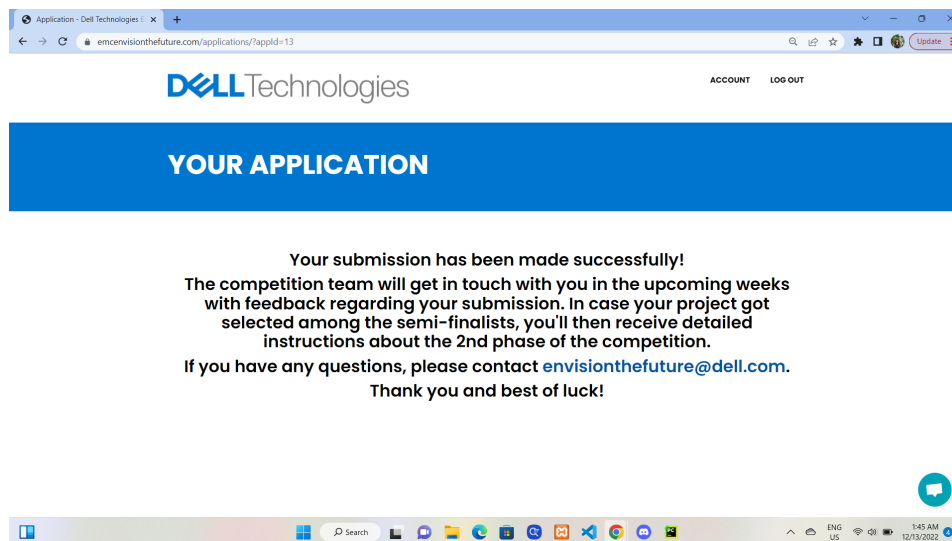 Application - Dell Technologies E
emcenvisionthefuture.com/applications/?appId=13
Update
DELLTechnologies
ACCOUNT LOG OUT
YOUR APPLICATION
Your submission has been made successfully!
The competition team will get in touch with you in the upcoming weeks
with feedback regarding your submission. In case your project got
selected among the semi-finalists, you'll then receive detailed
instructions about the 2nd phase of the competition.
If you have any questions, please contact envisionthefuture@dell.com.
Thank you and best of luck!
Search
PC
ENG
US
1:45 AM
12/13/2022
4